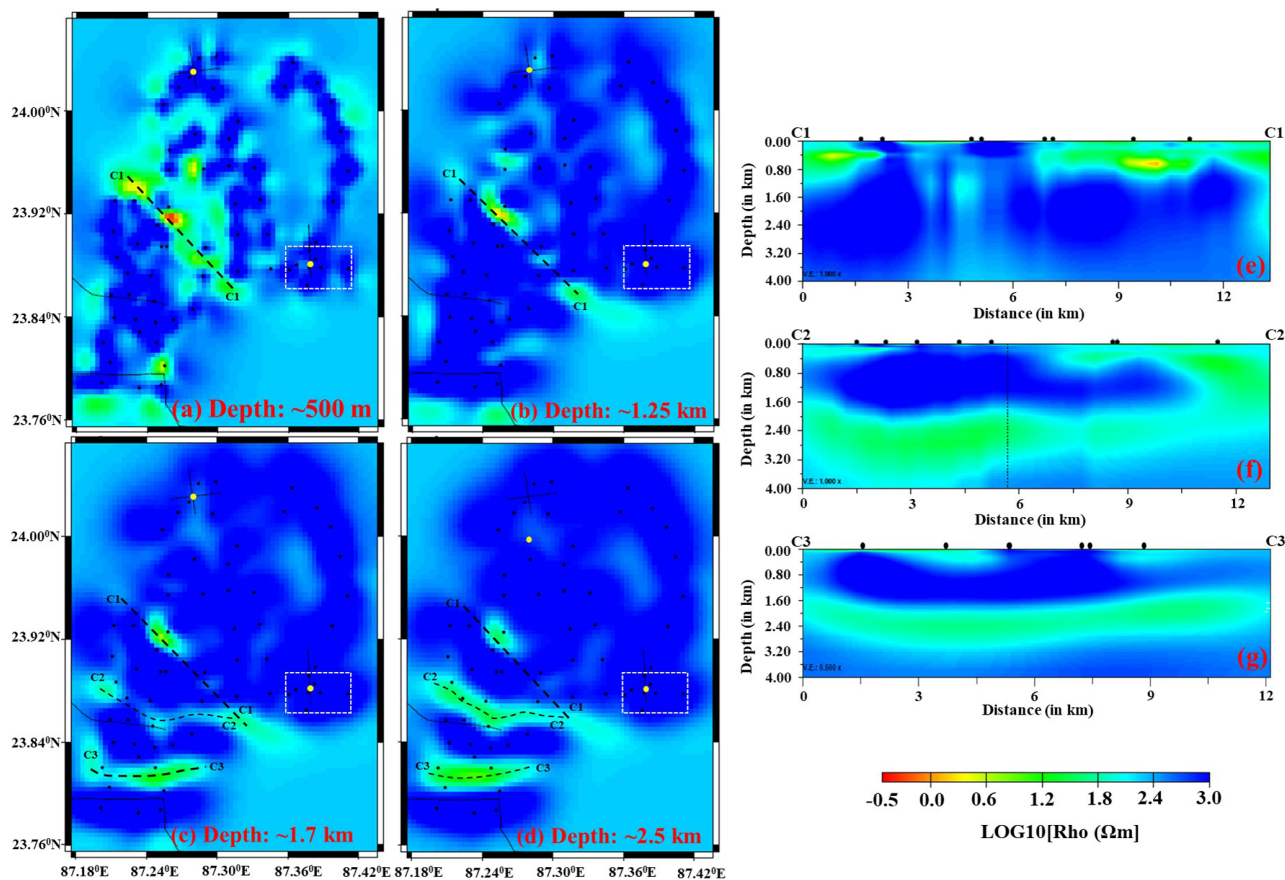 24.00⁰N
23.92⁰N
23.84⁰N
23.76⁰N
C1
C1
(a) Depth: ~500 m
C1
C1
(b) Depth: ~1.25 km
24.00⁰N
23.92⁰N
23.84⁰N
23.76⁰N
C1
C2
C1
C2
C3
C3
(c) Depth: ~1.7 km
C1
C2
C1
C2
C3
C3
(d) Depth: ~2.5 km
87.18⁰E 87.24⁰E 87.30⁰E 87.36⁰E 87.42⁰E
87.18⁰E 87.24⁰E 87.30⁰E 87.36⁰E 87.42⁰E
C1 C1
0.00
0.80
1.60
2.40
3.20
4.00
Depth (in km)
V.E.: 1.000 x
(e)
0 3 6 9 12
Distance (in km)
C2 C2
0.00
0.80
1.60
2.40
3.20
4.00
Depth (in km)
V.E.: 1.000 x
(f)
0 3 6 9 12
Distance (in km)
C3 C3
0.00
0.80
1.60
2.40
3.20
4.00
Depth (in km)
V.E.: 0.500 x
(g)
0 3 6 9 12
Distance (in km)
-0.5 0.0 0.6 1.2 1.8 2.4 3.0
LOG10[Rho (Ωm]